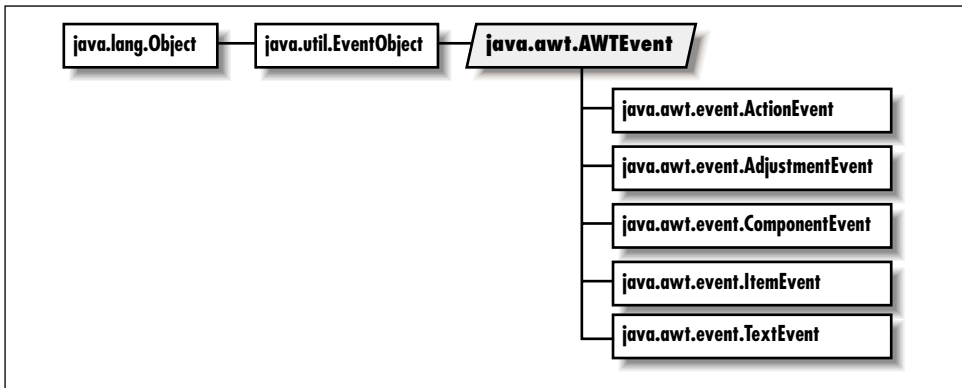 java.lang.Object
java.util.EventObject
java.awt.AWTEvent
java.awt.event.ActionEvent
java.awt.event.AdjustmentEvent
java.awt.event.ComponentEvent
java.awt.event.ItemEvent
java.awt.event.TextEvent